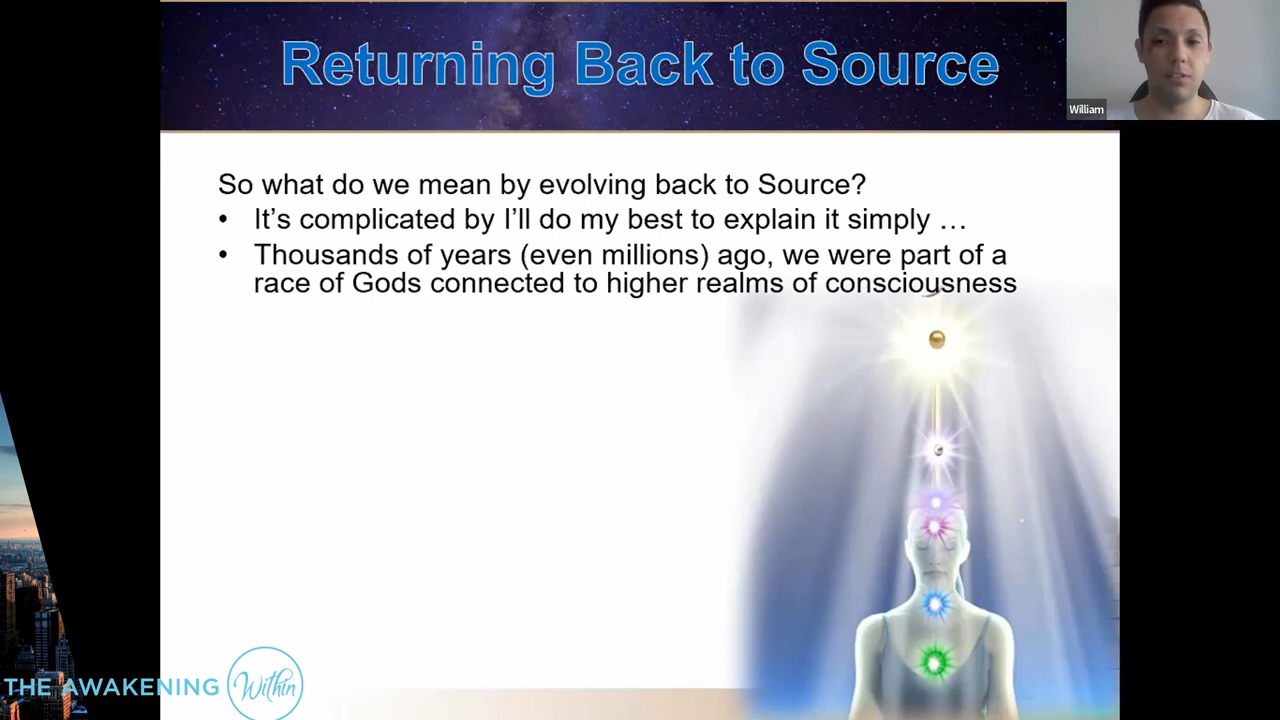 Returning Back to Source
William
So what do we mean by evolving back to Source?
• It’s complicated by I’ll do my best to explain it simply …
• Thousands of years (even millions) ago, we were part of a
race of Gods connected to higher realms of consciousness
THE AWAKENING Within